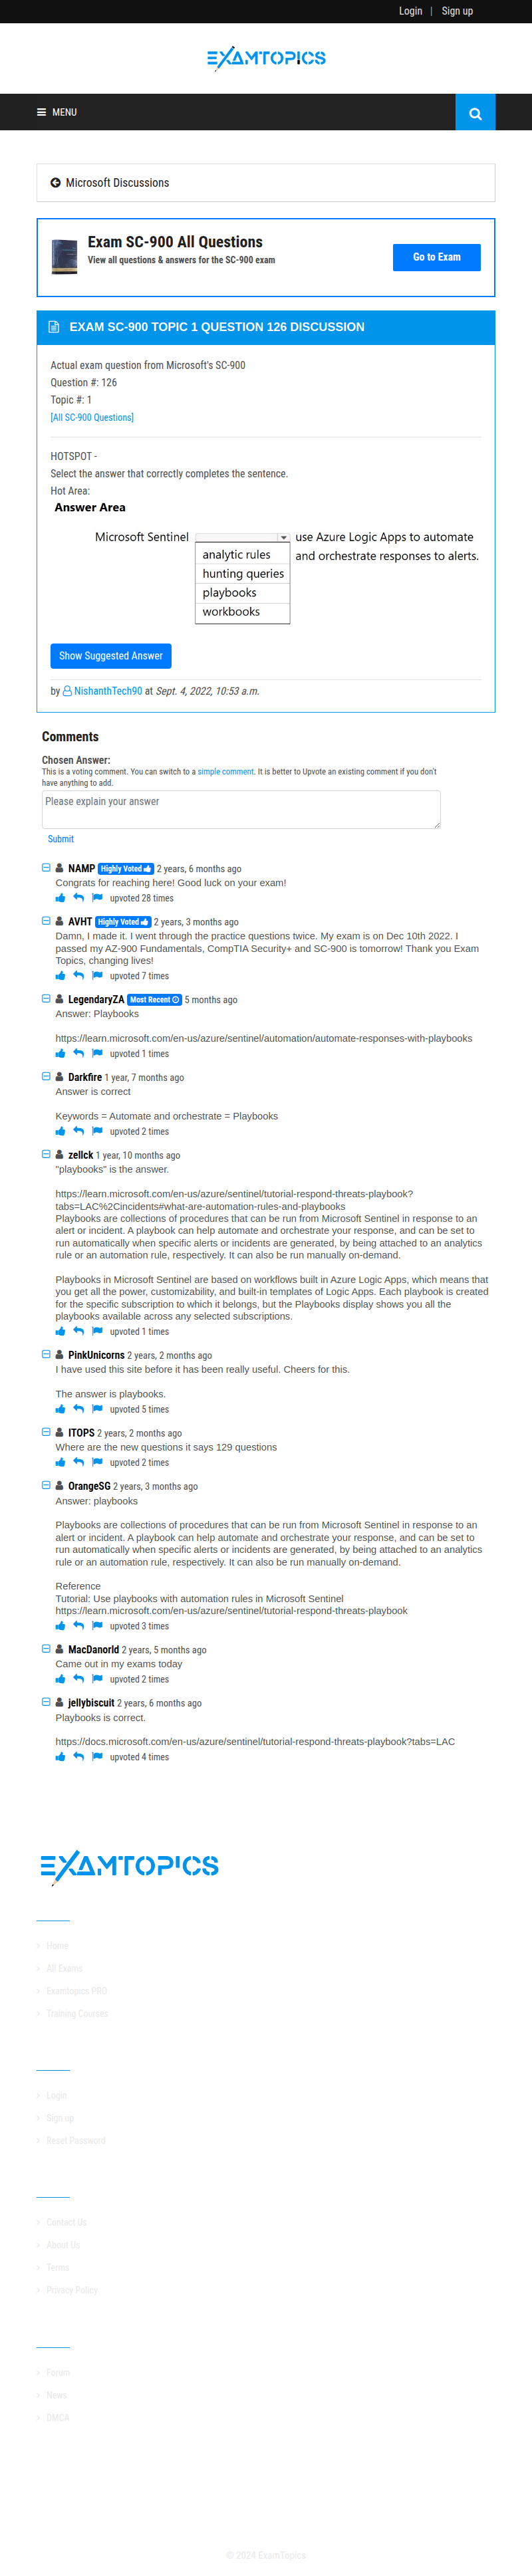 Login | Sign up
EXAMTOPICS
MENU
Microsoft Discussions
Exam SC-900 All Questions
View all questions & answers for the SC-900 exam
Go to Exam
EXAM SC-900 TOPIC 1 QUESTION 126 DISCUSSION
Actual exam question from Microsoft's SC-900
Question #: 126
Topic #: 1
[All SC-900 Questions]
HOTSPOT -
Select the answer that correctly completes the sentence.
Hot Area:
Answer Area
Microsoft Sentinel
use Azure Logic Apps to automate
and orchestrate responses to alerts.
analytic rules
hunting queries
playbooks
workbooks
Show Suggested Answer
by NishanthTech90 at Sept. 4, 2022, 10:53 a.m.
Comments
Chosen Answer:
This is a voting comment. You can switch to a simple comment. It is better to Upvote an existing comment if you don't
have anything to add.
Please explain your answer
Submit
NAMP Highly Voted 2 years, 6 months ago
Congrats for reaching here! Good luck on your exam!
upvoted 28 times
AVHT Highly Voted 2 years, 3 months ago
Damn, I made it. I went through the practice questions twice. My exam is on Dec 10th 2022. I
passed my AZ-900 Fundamentals, CompTIA Security+ and SC-900 is tomorrow! Thank you Exam
Topics, changing lives!
upvoted 7 times
LegendaryZA Most Recent 5 months ago
Answer: Playbooks
https://learn.microsoft.com/en-us/azure/sentinel/automation/automate-responses-with-playbooks
upvoted 1 times
Darkfire 1 year, 7 months ago
Answer is correct
Keywords = Automate and orchestrate = Playbooks
upvoted 2 times
zellck 1 year, 10 months ago
"playbooks" is the answer.
https://learn.microsoft.com/en-us/azure/sentinel/tutorial-respond-threats-playbook?
tabs=LAC%2Cincidents#what-are-automation-rules-and-playbooks
Playbooks are collections of procedures that can be run from Microsoft Sentinel in response to an
alert or incident. A playbook can help automate and orchestrate your response, and can be set to
run automatically when specific alerts or incidents are generated, by being attached to an analytics
rule or an automation rule, respectively. It can also be run manually on-demand.
Playbooks in Microsoft Sentinel are based on workflows built in Azure Logic Apps, which means that
you get all the power, customizability, and built-in templates of Logic Apps. Each playbook is created
for the specific subscription to which it belongs, but the Playbooks display shows you all the
playbooks available across any selected subscriptions.
upvoted 1 times
PinkUnicorns 2 years, 2 months ago
I have used this site before it has been really useful. Cheers for this.
The answer is playbooks.
upvoted 5 times
ITOPS 2 years, 2 months ago
Where are the new questions it says 129 questions
upvoted 2 times
OrangeSG 2 years, 3 months ago
Answer: playbooks
Playbooks are collections of procedures that can be run from Microsoft Sentinel in response to an
alert or incident. A playbook can help automate and orchestrate your response, and can be set to
run automatically when specific alerts or incidents are generated, by being attached to an analytics
rule or an automation rule, respectively. It can also be run manually on-demand.
Reference
Tutorial: Use playbooks with automation rules in Microsoft Sentinel
https://learn.microsoft.com/en-us/azure/sentinel/tutorial-respond-threats-playbook
upvoted 3 times
MacDanorld 2 years, 5 months ago
Came out in my exams today
upvoted 2 times
jellybiscuit 2 years, 6 months ago
Playbooks is correct.
https://docs.microsoft.com/en-us/azure/sentinel/tutorial-respond-threats-playbook?tabs=LAC
upvoted 4 times
EXAMTOPICS
Home
All Exams
Examtopics PRO
Training Courses
Login
Sign up
Reset Password
Contact Us
About Us
Terms
Privacy Policy
Forum
News
DMCA
© 2024 ExamTopics